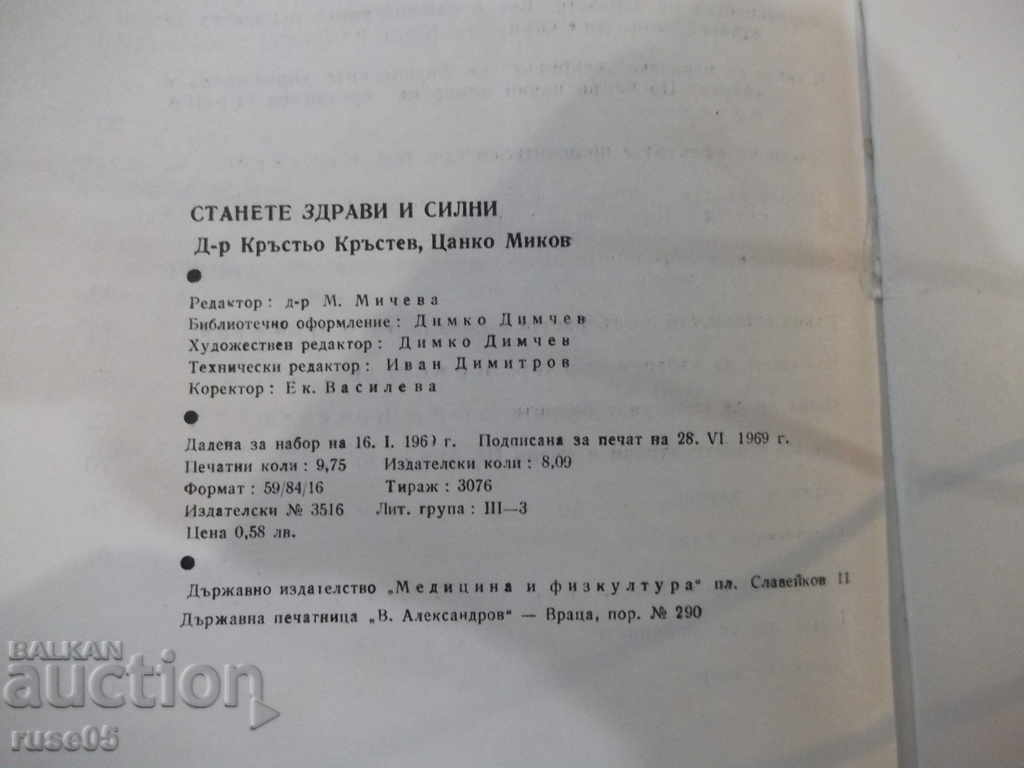 СТАНЕТЕ ЗДРАВИ И СИЛНИ
Д-р Кръстьо Кръстев, Цанко Миков
Редактор: д-р М. Мичева
Библиотечно оформление: Димко Димчев
Художествен редактор: Димко Димчев
Технически редактор: Иван Димитров
Коректор: Ек. Василева
Дадена за набор на 16. I. г. Подписана за печат на 28. VI. 1969 г.
Печатни коли: 9,75 Издателски коли: 8,09
Формат: 59/84/16 Тираж: 3076
Издателски № 3516 Лит. група: III—3
Цена 0,58 лв.
Държавно издателство „Медицина и физкултура“ пл. Славейков 11
Държавна печатница „В. Александров“ — Враца, пор. № 290
BALKAN
auction
ruse05